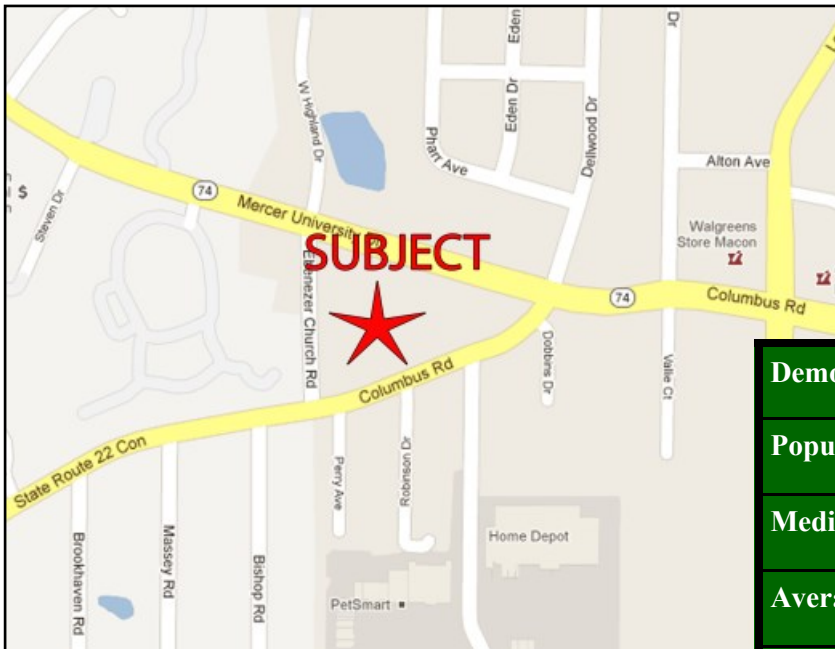 Eden
Dr
W Highland Dr
Pharr Ave
Eden Dr
Dellwood Dr
Alton Ave
Steven Dr
$
74
Mercer University
SUBJECT
Walgreens
Store Macon
Ebenezer Church Rd
74
Columbus Rd
Columbus Rd
Dobbins Dr
Vallie Ct
State Route 22 Con
Perry Ave
Robinson Dr
Brookhaven Rd
Massey Rd
Bishop Rd
Home Depot
PetSmart
Demo
Popu
Medi
Avera